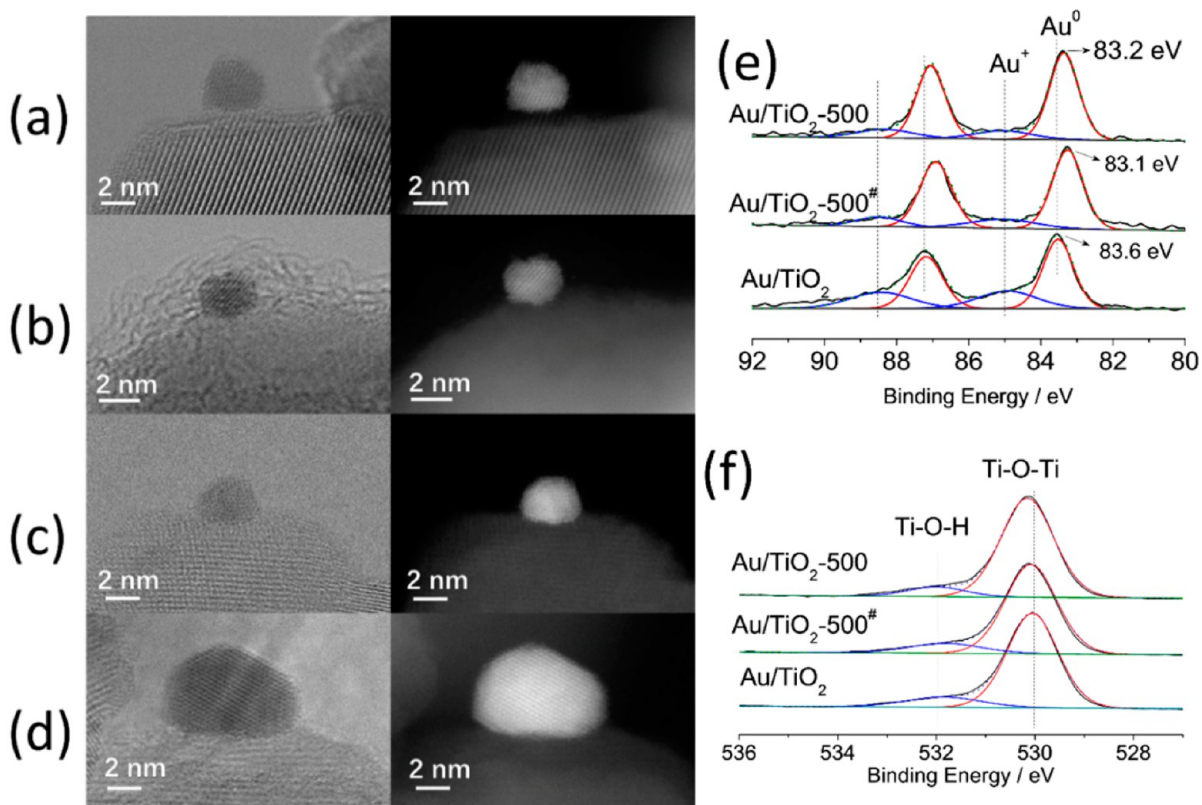 (a)
2 nm
2 nm
(b)
2 nm
2 nm
(c)
2 nm
2 nm
(d)
2 nm
2 nm
(e)
Au⁰
Au⁺
83.2 eV
Au/TiO₂-500
83.1 eV
Au/TiO₂-500#
83.6 eV
Au/TiO₂
92 90 88 86 84 82 80
Binding Energy / eV
(f)
Ti-O-Ti
Ti-O-H
Au/TiO₂-500
Au/TiO₂-500#
Au/TiO₂
536 534 532 530 528
Binding Energy / eV